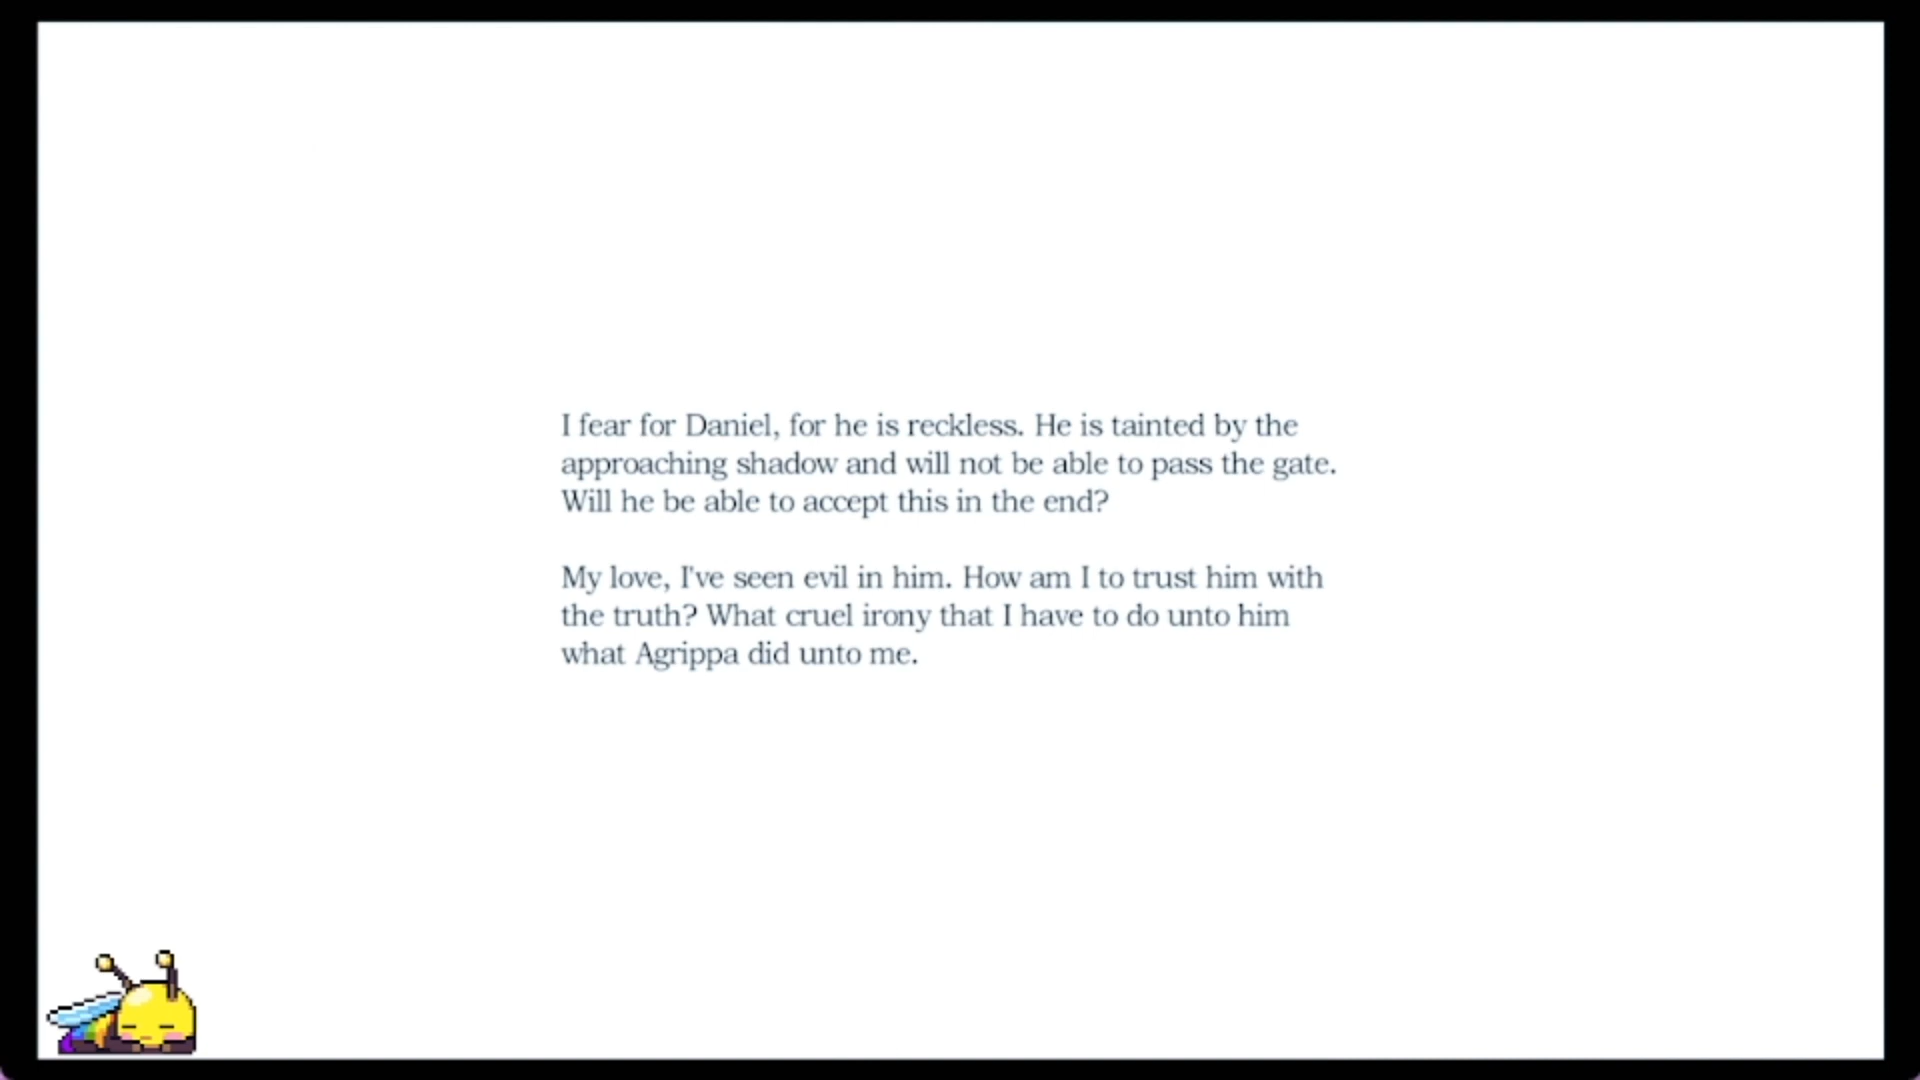 I fear for Daniel, for he is reckless. He is tainted by the
approaching shadow and will not be able to pass the gate.
Will he be able to accept this in the end?
My love, I've seen evil in him. How am I to trust him with
the truth? What cruel irony that I have to do unto him
what Agrippa did unto me.